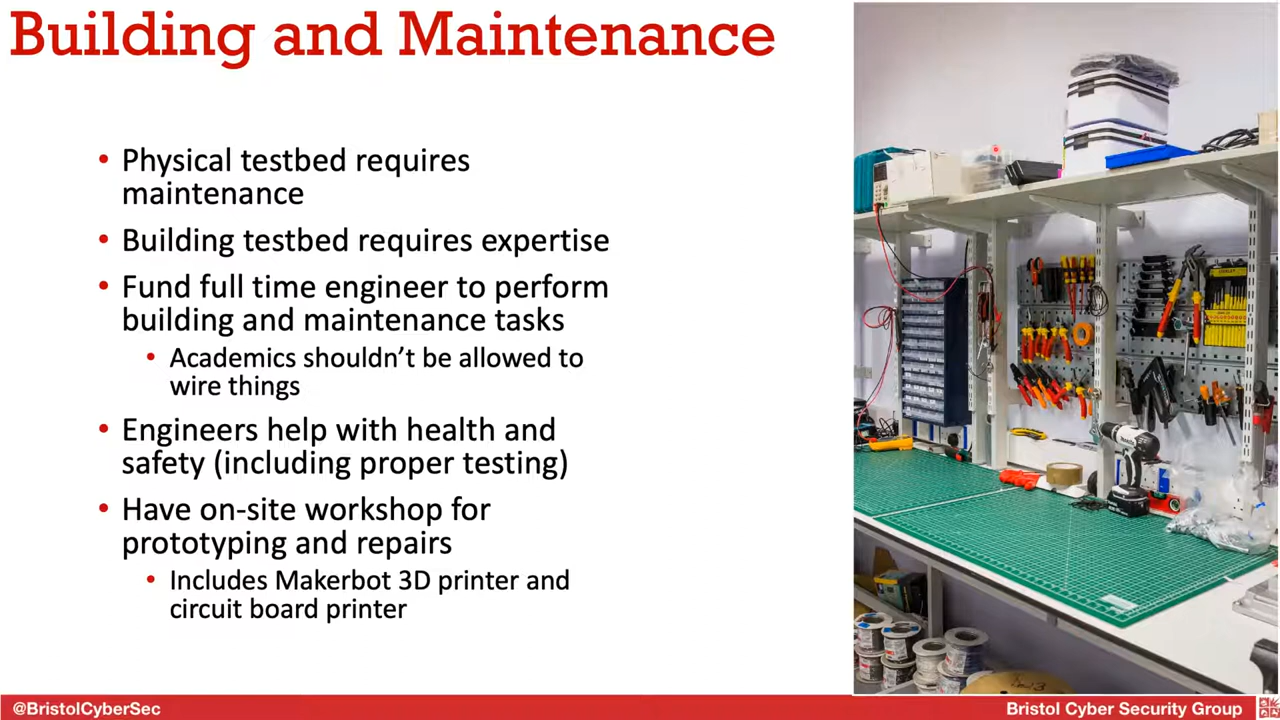 Building and Maintenance
• Physical testbed requires
maintenance
• Building testbed requires expertise
• Fund full time engineer to perform
building and maintenance tasks
• Academics shouldn’t be allowed to
wire things
• Engineers help with health and
safety (including proper testing)
• Have on-site workshop for
prototyping and repairs
• Includes Makerbot 3D printer and
circuit board printer
@BristolCyberSec
Bristol Cyber Security Group